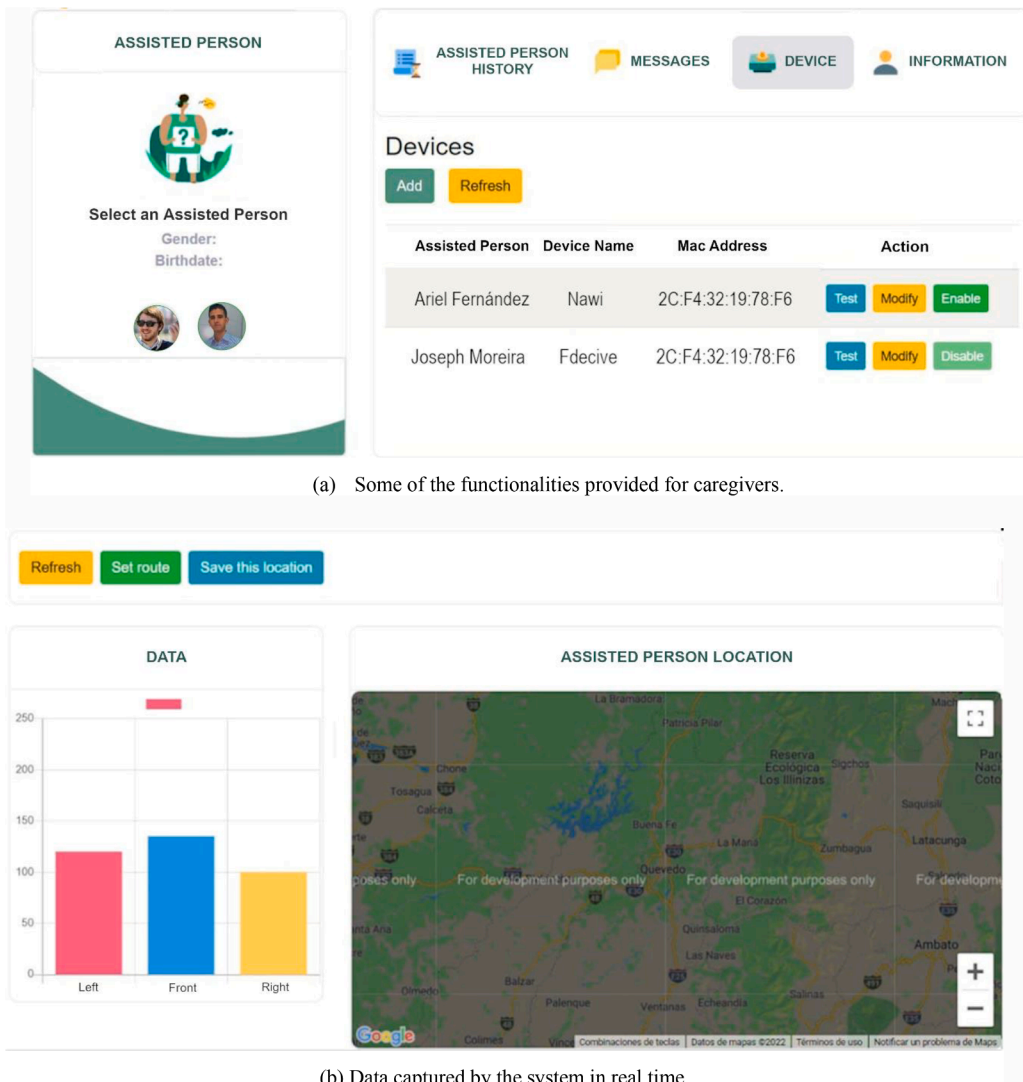 ASSISTED PERSON
Select an Assisted Person
Gender:
Birthdate:
ASSISTED PERSON
HISTORY
MESSAGES
DEVICE
INFORMATION
Devices
Add Refresh
Assisted Person Device Name Mac Address Action
Ariel Fernández Nawi 2C:F4:32:19:78:F6 Test Modify Enable
Joseph Moreira Fdecive 2C:F4:32:19:78:F6 Test Modify Disable
(a) Some of the functionalities provided for caregivers.
Refresh Set route Save this location
DATA
250
200
150
100
50
0
Left Front Right
ASSISTED PERSON LOCATION
La Bramadora
Patricia Pilar
Reserva
Ecológica
Los Illinizas
Sigchos
Chone
Tosagua
Calceta
Saquisilí
Buena Fe
La Maná
Zumbagua
Latacunga
Quevedo
poses only For development purposes only For development purposes only For developme
El Corazón
Quinsaloma
Ambato
Las Naves
Balzar
Olmedo
Palenque
Ventanas
Echeandia
Salinas
Colimes
Google
Combinaciones de teclas Datos de mapas ©2022 Términos de uso Notificar un problema de Maps
(b) Data captured by the system in real time